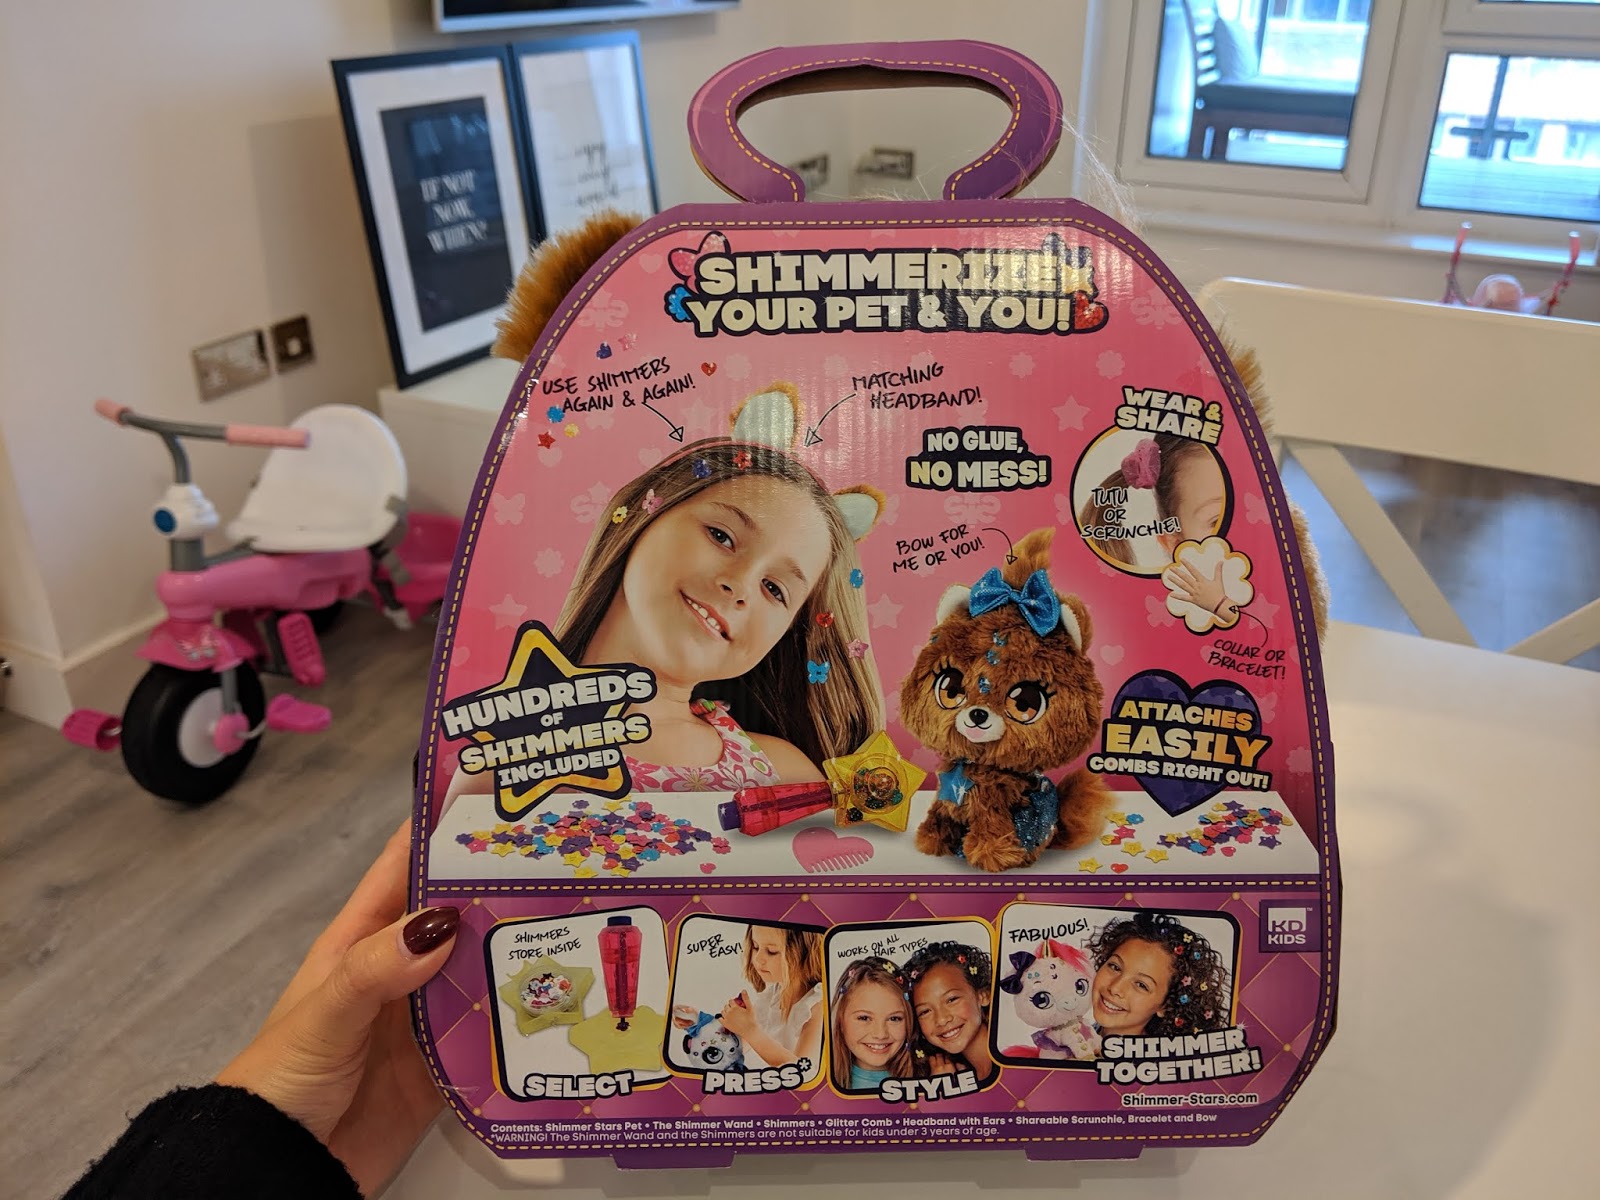 IF NOT
NOW,
WHEN?
SHIMMERIZE
YOUR PET & YOU!
USE SHIMMERS
AGAIN & AGAIN!
MATCHING
HEADBAND!
NO GLUE,
NO MESS!
WEAR &
SHARE
TUTU
OR
SCRUNCHIE!
BOW FOR
ME OR YOU!
COLLAR OR
BRACELET!
HUNDREDS
OF
SHIMMERS
INCLUDED
ATTACHES
EASILY
COMBS RIGHT OUT!
SHIMMERS
STORE INSIDE
SELECT
SUPER
EASY!
PRESS*
WORKS ON ALL
HAIR TYPES
STYLE
FABULOUS!
SHIMMER
TOGETHER!
KD
KIDS
TM
Shimmer-Stars.com
Contents: Shimmer Stars Pet • The Shimmer Wand • Shimmers • Glitter Comb • Headband with Ears • Shareable Scrunchie, Bracelet and Bow
*WARNING! The Shimmer Wand and the Shimmers are not suitable for kids under 3 years of age.